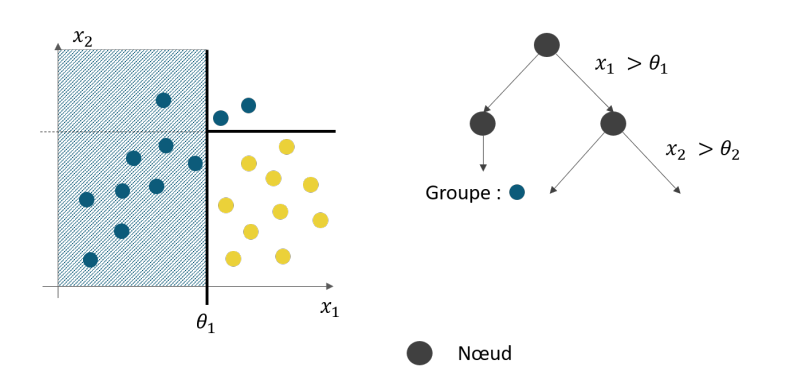 x₂
x₁
θ₁
x₁ > θ₁
x₂ > θ₂
Groupe :
Nœud